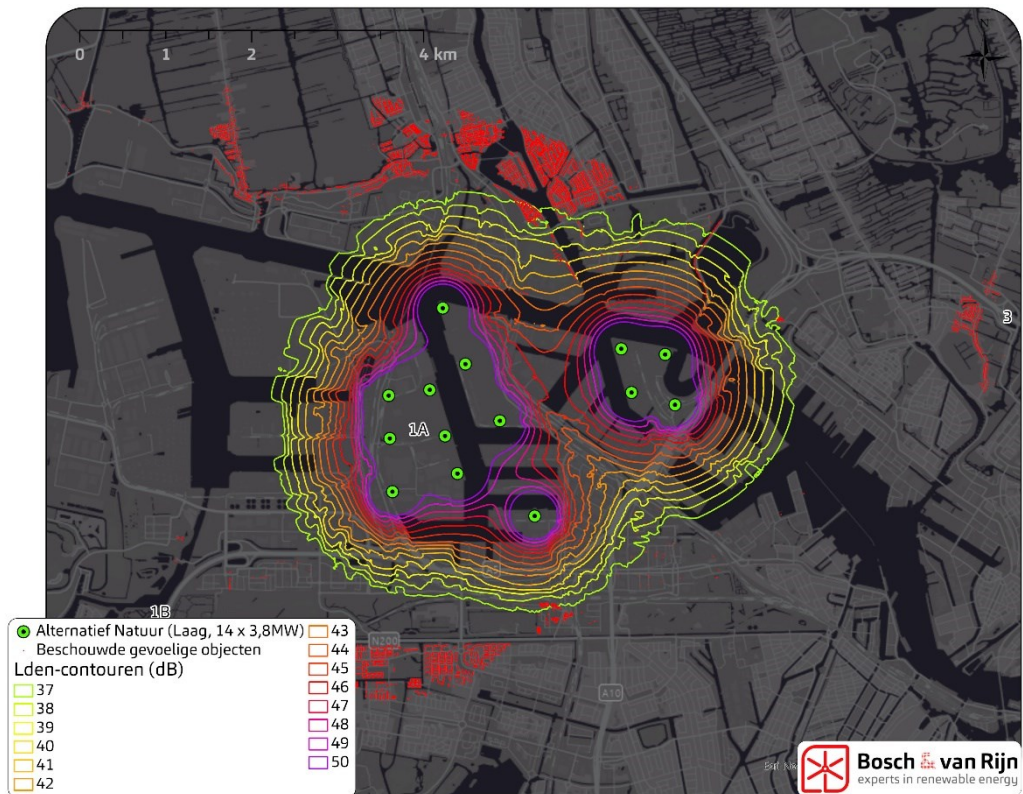 N
0 1 2 4 km
3
1A
1B
N200
A10
Alternatief Natuur (Laag, 14 x 3,8MW)
Beschouwde gevoelige objecten
Lden-contouren (dB)
37
38
39
40
41
42
43
44
45
46
47
48
49
50
Bosch & van Rijn
experts in renewable energy